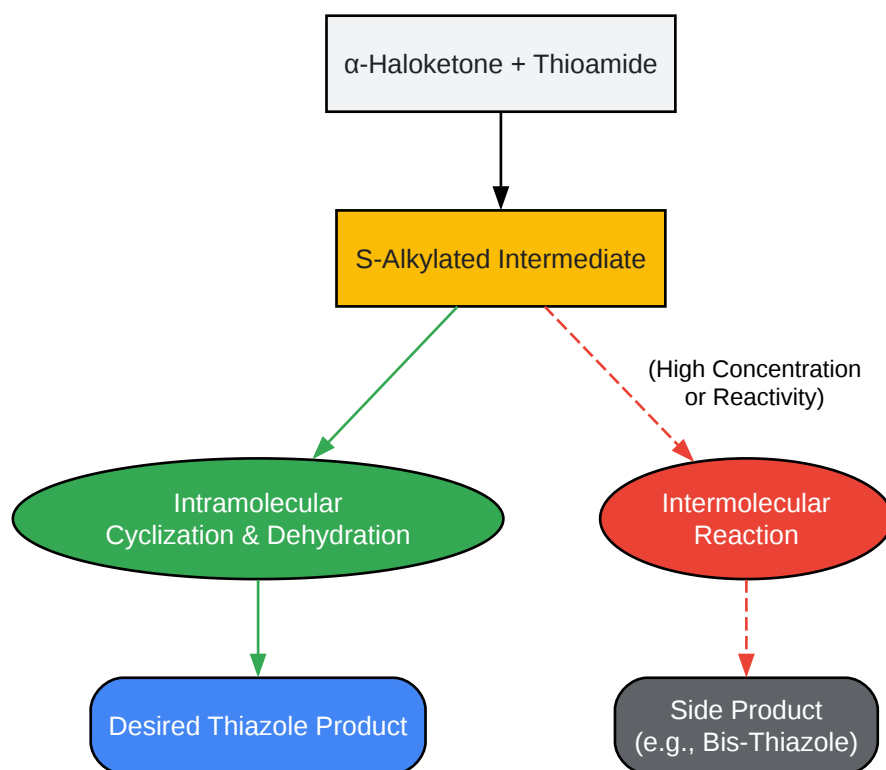 α-Haloketone + Thioamide
S-Alkylated Intermediate
(High Concentration
or Reactivity)
Intramolecular
Cyclization & Dehydration
Intermolecular
Reaction
Desired Thiazole Product
Side Product
(e.g., Bis-Thiazole)